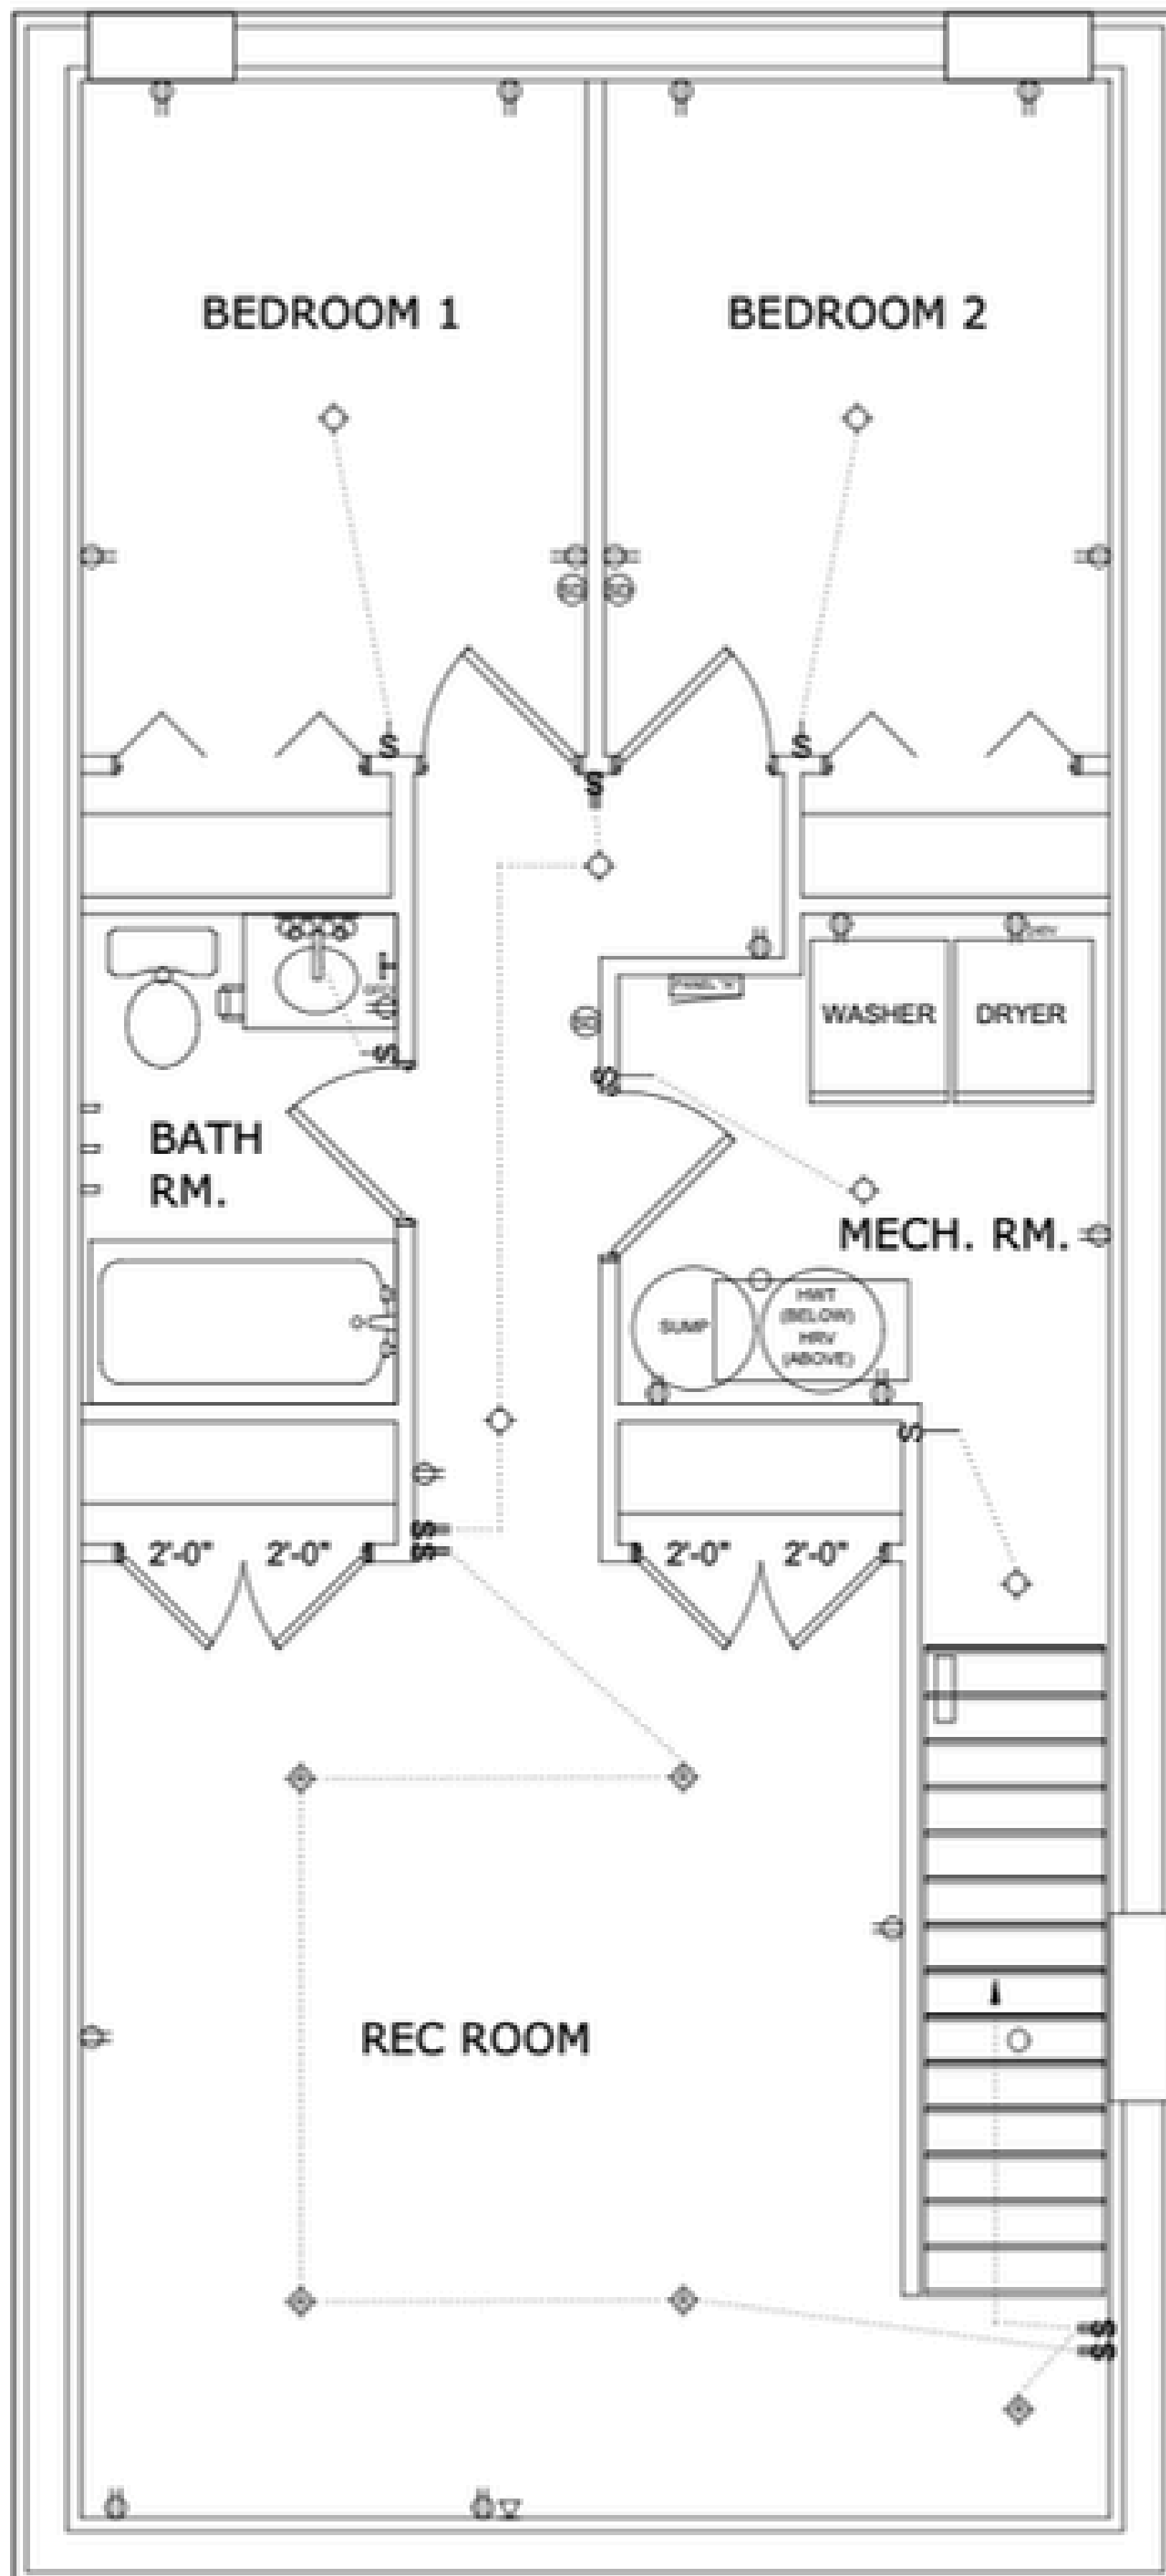 BEDROOM 1
BEDROOM 2
S
S
S
WASHER
DRYER
S
S
BATH
RM.
MECH. RM.
SUMP
HWT
(BELOW)
HRV
(ABOVE)
S
S
S
2'-0"
2'-0"
2'-0"
2'-0"
REC ROOM
S
S